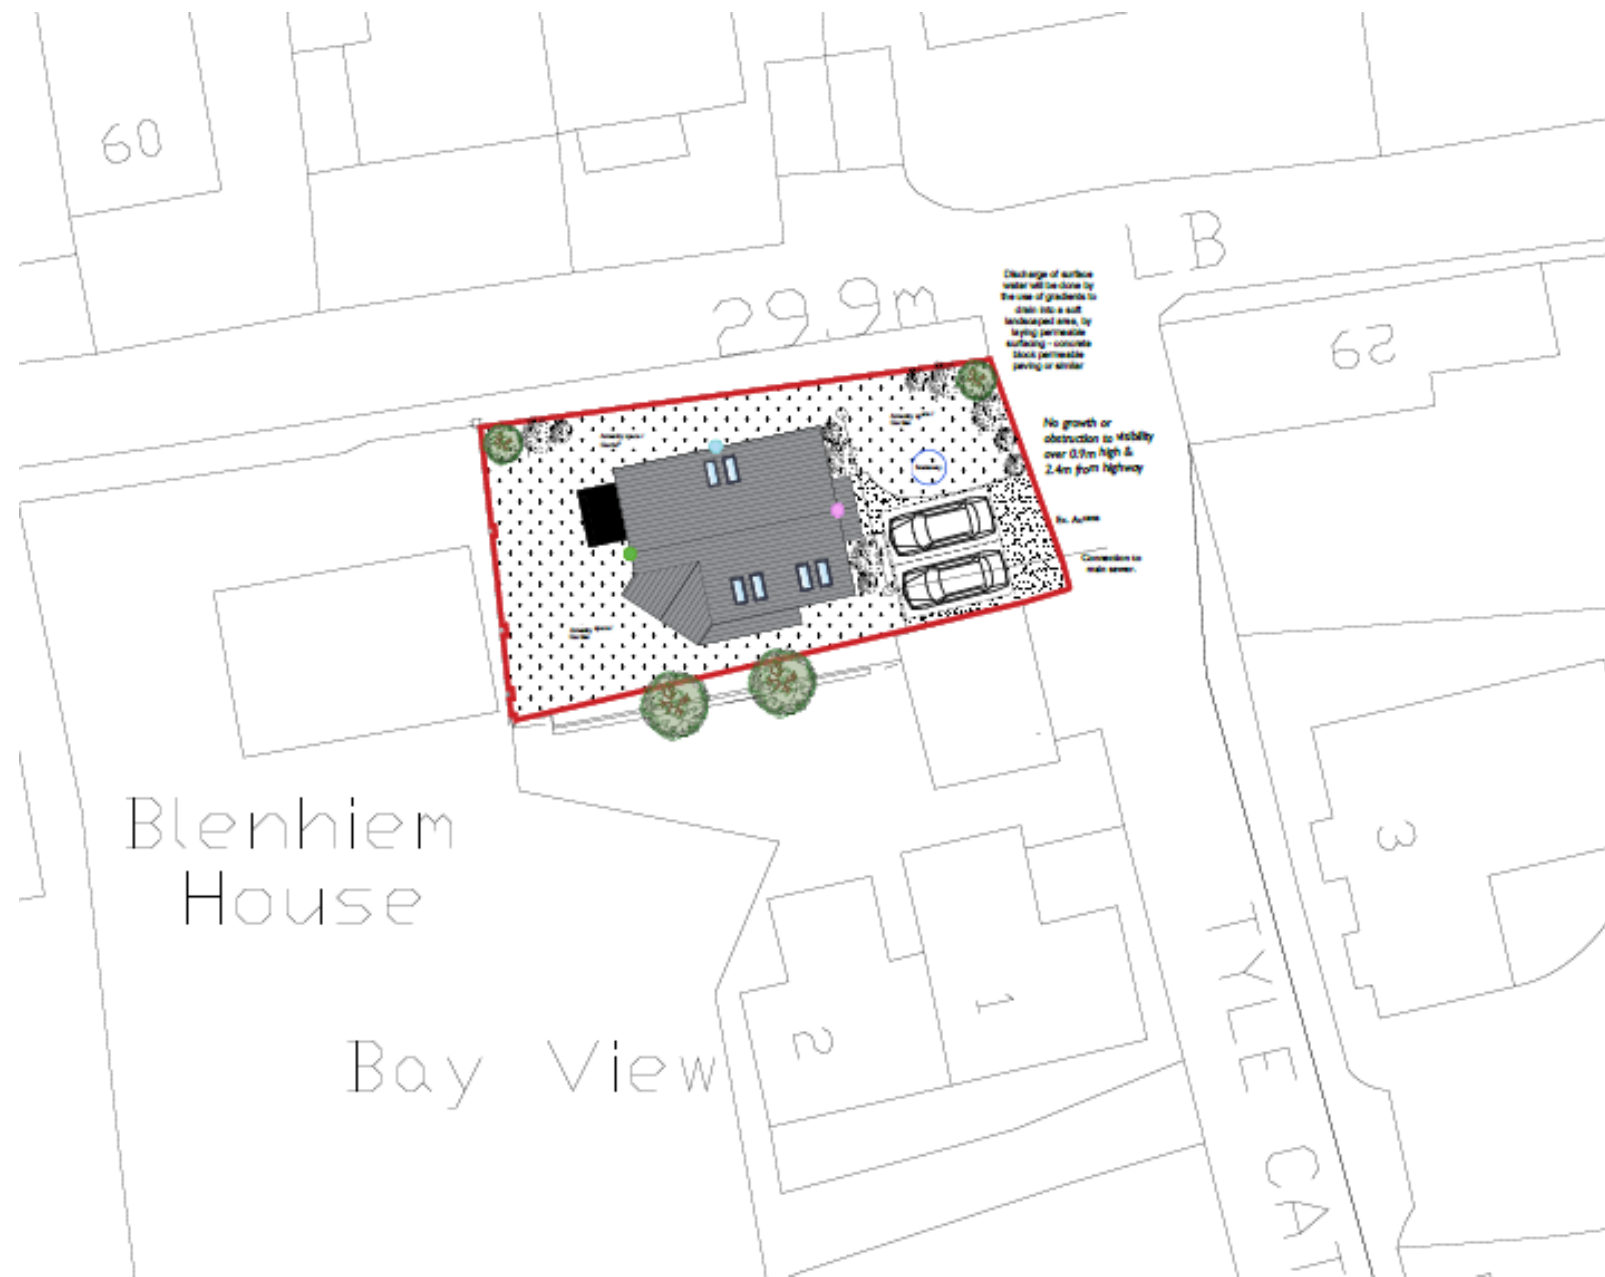 60
B
29.9m
Discharge of surface
water will be done by
the use of gradients to
drain into a soft
landscaped area, by
laying permeable
surfacing - concrete
block permeable
paving or similar
62
No growth or
obstruction to visibility
over 0.9m high &
2.4m from highway
Ex. Access
Connection to
main sewer.
Blenhiem
House
3
1
2
Bay View
TYLE CAT